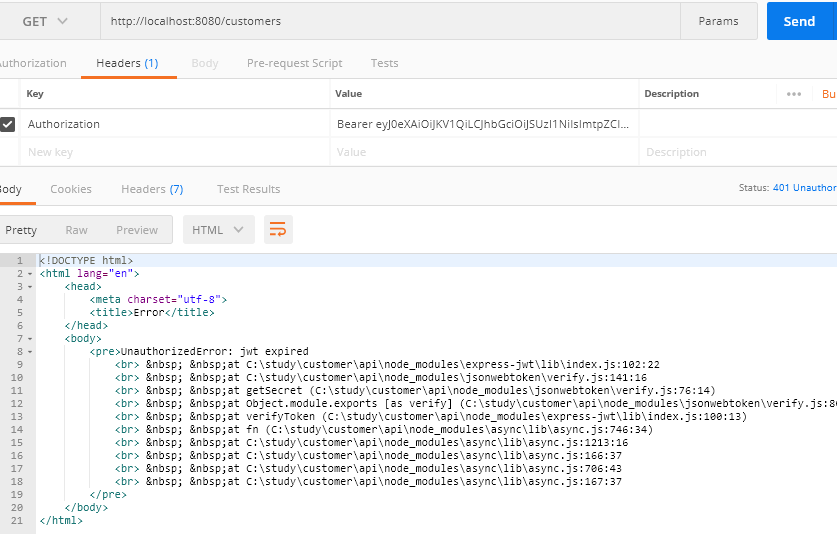 GET http://localhost:8080/customers Params Send
Authorization Headers (1) Body Pre-request Script Tests
Key Value Description ••• Bu
Authorization Bearer eyJ0eXAiOiJKV1QiLCJhbGciOiJSUzI1NiIsImtpZCI...
New key Value Description
Body Cookies Headers (7) Test Results Status: 401 Unauthor
Pretty Raw Preview HTML
1 <!DOCTYPE html>
2 <html lang="en">
3 <head>
4 <meta charset="utf-8">
5 <title>Error</title>
6 </head>
7 <body>
8 <pre>UnauthorizedError: jwt expired
9 <br> &nbsp; &nbsp;at C:\study\customer\api\node_modules\express-jwt\lib\index.js:102:22
10 <br> &nbsp; &nbsp;at C:\study\customer\api\node_modules\jsonwebtoken\verify.js:141:16
11 <br> &nbsp; &nbsp;at getSecret (C:\study\customer\api\node_modules\jsonwebtoken\verify.js:76:14)
12 <br> &nbsp; &nbsp;at Object.module.exports [as verify] (C:\study\customer\api\node_modules\jsonwebtoken\verify.js:80
13 <br> &nbsp; &nbsp;at verifyToken (C:\study\customer\api\node_modules\express-jwt\lib\index.js:100:13)
14 <br> &nbsp; &nbsp;at fn (C:\study\customer\api\node_modules\async\lib\async.js:746:34)
15 <br> &nbsp; &nbsp;at C:\study\customer\api\node_modules\async\lib\async.js:1213:16
16 <br> &nbsp; &nbsp;at C:\study\customer\api\node_modules\async\lib\async.js:166:37
17 <br> &nbsp; &nbsp;at C:\study\customer\api\node_modules\async\lib\async.js:706:43
18 <br> &nbsp; &nbsp;at C:\study\customer\api\node_modules\async\lib\async.js:167:37
19 </pre>
20 </body>
21 </html>